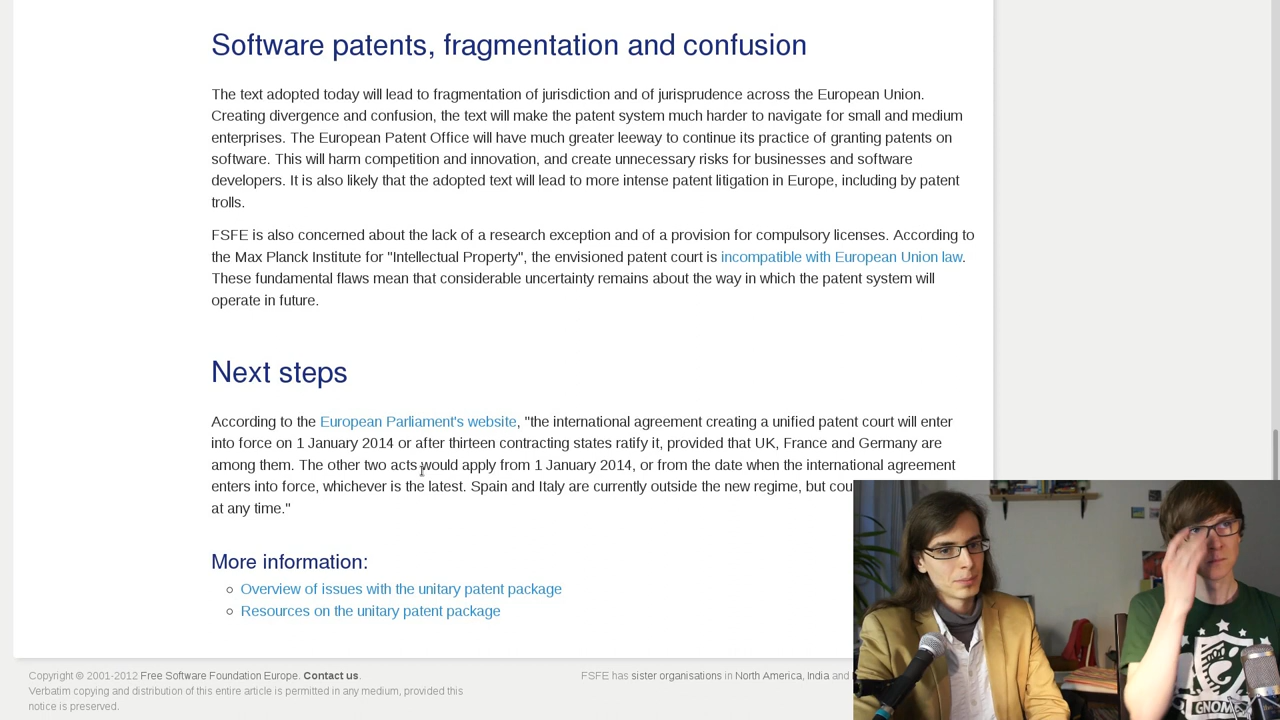 Software patents, fragmentation and confusion
The text adopted today will lead to fragmentation of jurisdiction and of jurisprudence across the European Union.
Creating divergence and confusion, the text will make the patent system much harder to navigate for small and medium
enterprises. The European Patent Office will have much greater leeway to continue its practice of granting patents on
software. This will harm competition and innovation, and create unnecessary risks for businesses and software
developers. It is also likely that the adopted text will lead to more intense patent litigation in Europe, including by patent
trolls.
FSFE is also concerned about the lack of a research exception and of a provision for compulsory licenses. According to
the Max Planck Institute for "Intellectual Property", the envisioned patent court is incompatible with European Union law.
These fundamental flaws mean that considerable uncertainty remains about the way in which the patent system will
operate in future.
Next steps
According to the European Parliament's website, "the international agreement creating a unified patent court will enter
into force on 1 January 2014 or after thirteen contracting states ratify it, provided that UK, France and Germany are
among them. The other two acts would apply from 1 January 2014, or from the date when the international agreement
enters into force, whichever is the latest. Spain and Italy are currently outside the new regime, but
at any time."
More information:
Overview of issues with the unitary patent package
Resources on the unitary patent package
Copyright © 2001-2012 Free Software Foundation Europe. Contact us.
Verbatim copying and distribution of this entire article is permitted in any medium, provided this
notice is preserved.
FSFE has sister organisations in North America, India and
GNOME